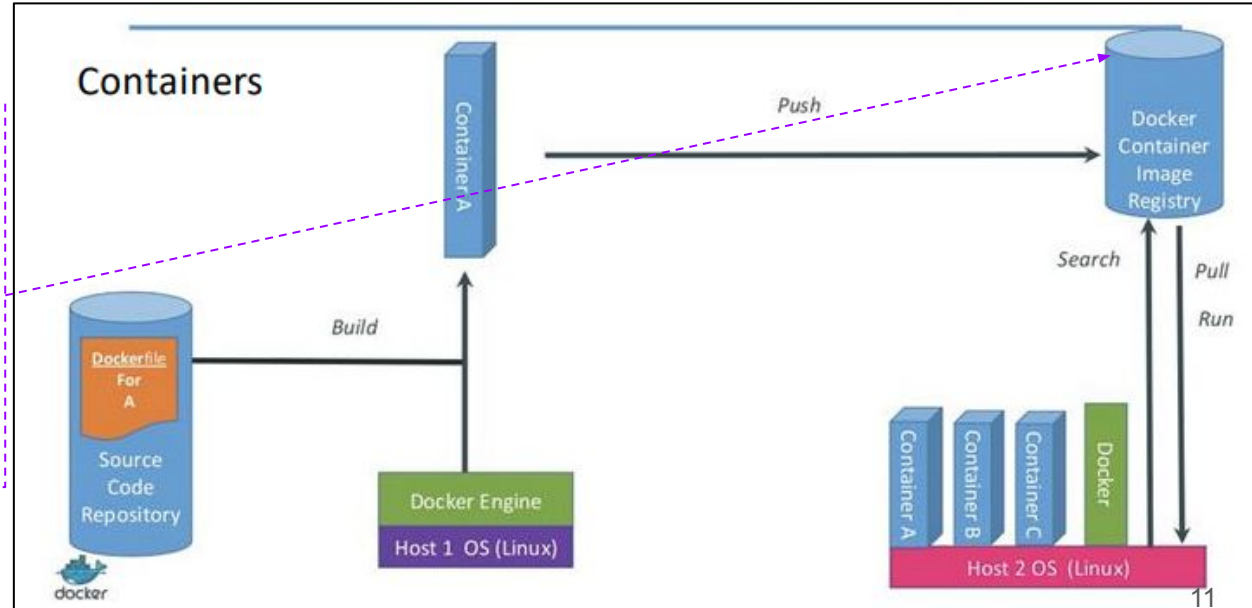 Containers
Container A
Push
Docker
Container
Image
Registry
Search
Pull
Run
Build
Dockerfile
For
A
Source
Code
Repository
docker
Docker Engine
Host 1 OS (Linux)
Container A
Container B
Container C
Docker
Host 2 OS (Linux)
11